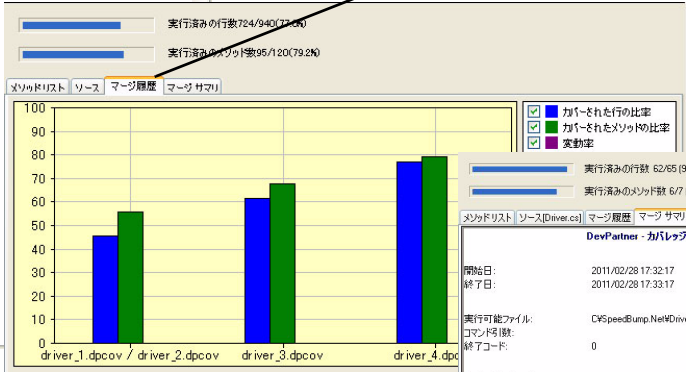 実行済みの行数724/940(77.0%)
実行済みのメソッド数95/120(79.2%)
メソッドリスト ソース マージ履歴 マージ サマリ
100
90
80
70
60
50
40
30
20
10
0
driver_1.dpcov / driver_2.dpcov driver_3.dpcov driver_4.dpc
カバーされた行の比率
カバーされたメソッドの比率
変動率
実行済みの行数 62/65 (9
実行済みのメソッド数 6/7
メソッドリスト ソース[Driver.cs] マージ履歴 マージ サマリ
DevPartner - カバレッジ
開始日: 2011/02/28 17:32:17
終了日: 2011/02/28 17:33:17
実行可能ファイル: C¥SpeedBump.Net¥Drive
コマンド引数:
終了コード: 0